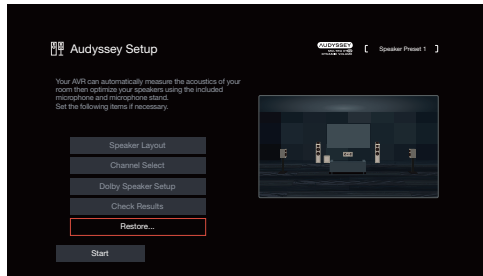 Audyssey Setup
AUDYSSEY
[ Speaker Preset 1 ]
Your AVR can automatically measure the acoustics of your
room then optimize your speakers using the included
microphone and microphone stand.
Set the following items if necessary.
Speaker Layout
Channel Select
Dolby Speaker Setup
Check Results
Restore...
Start